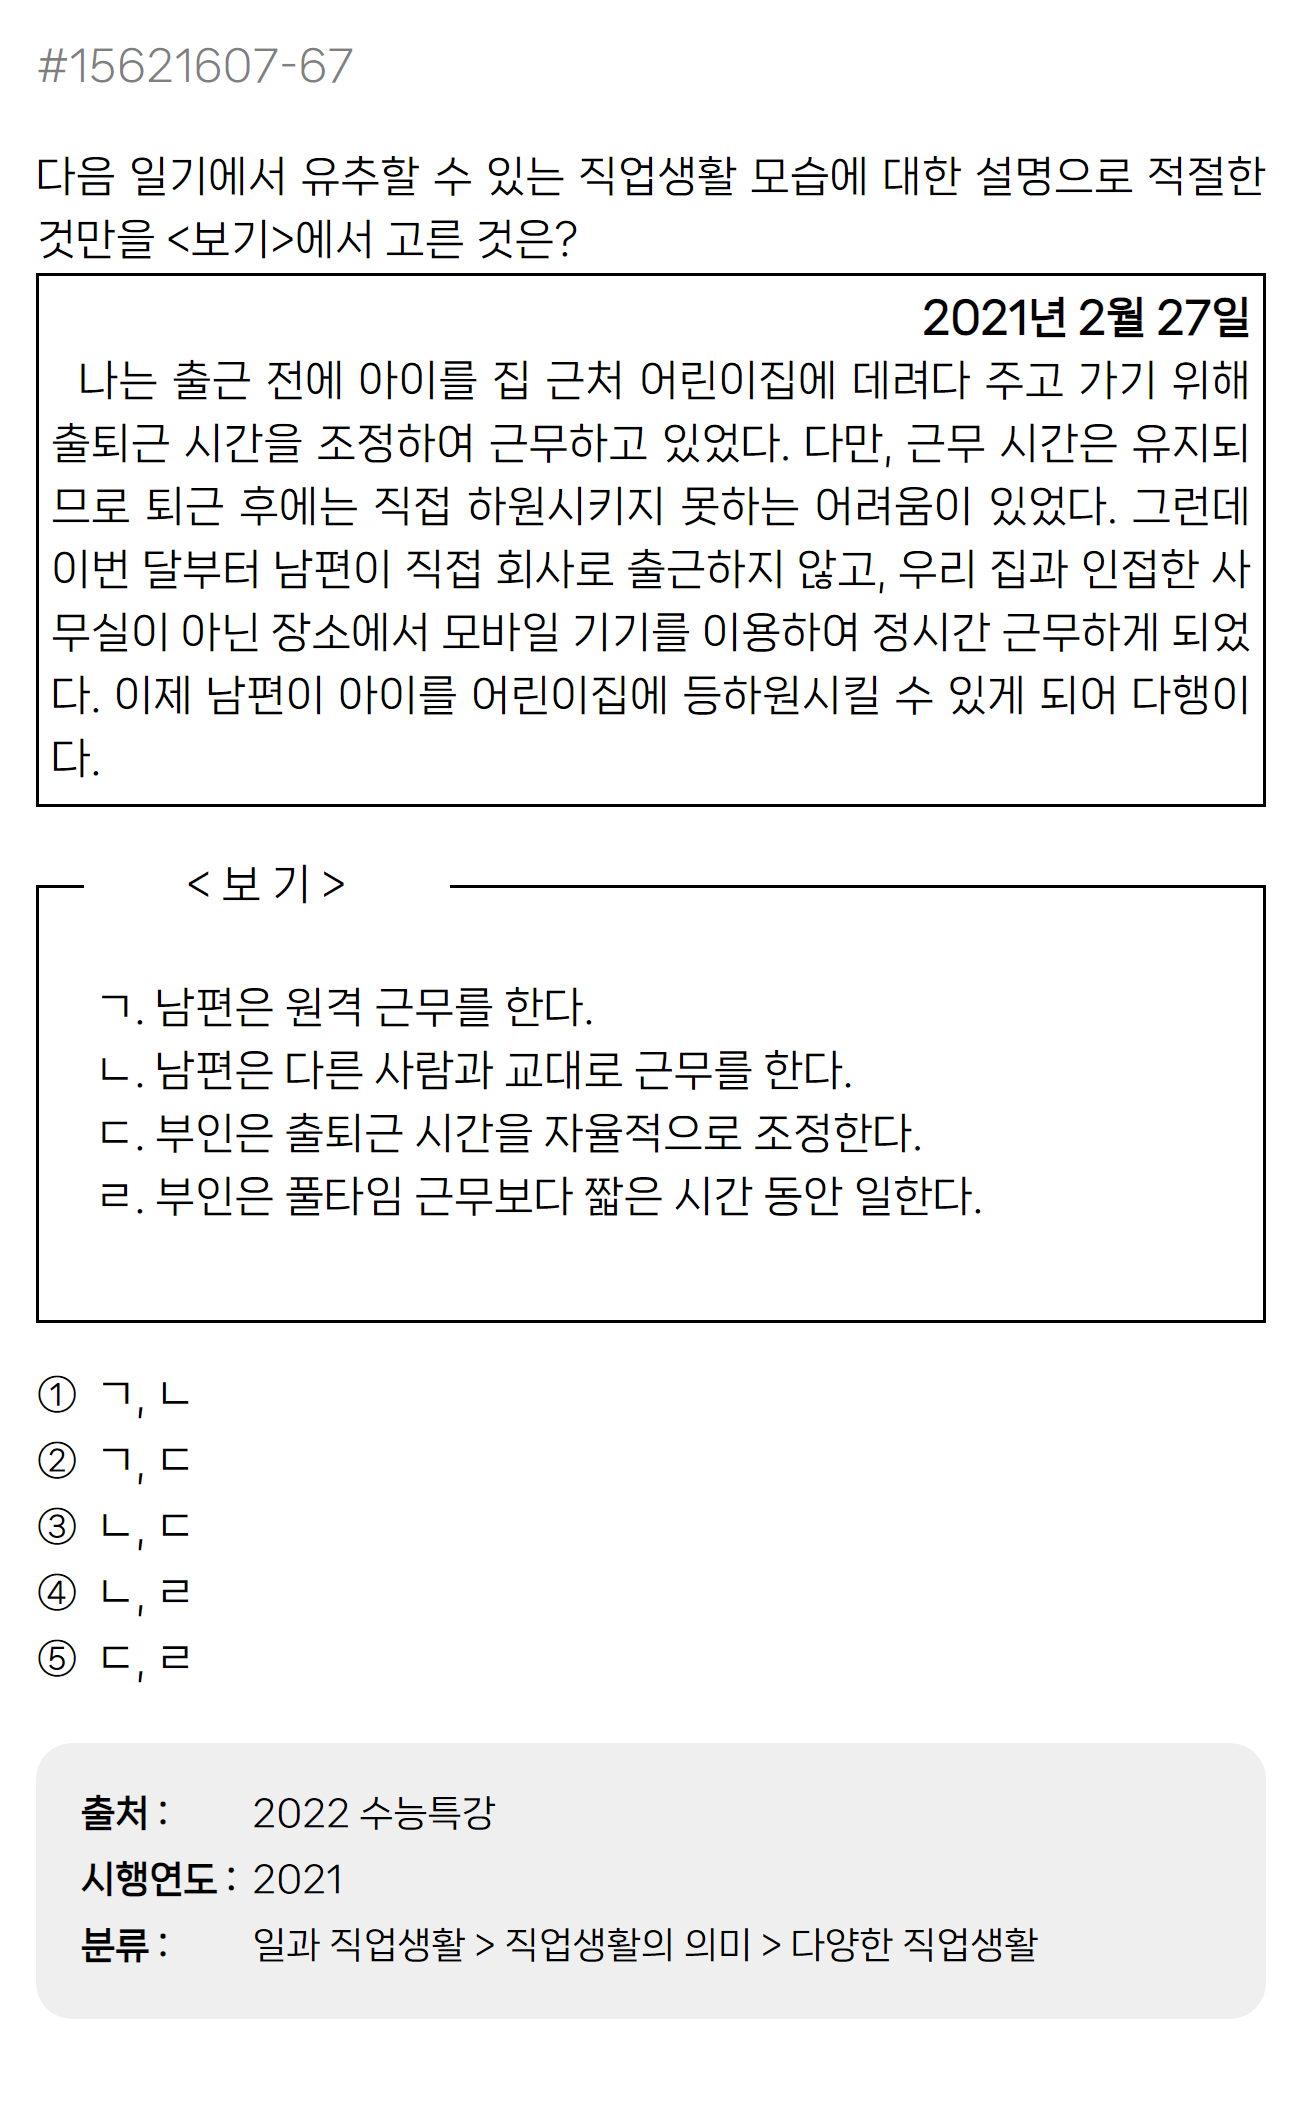 #15621607-67
다음 일기에서 유추할 수 있는 직업생활 모습에 대한 설명으로 적절한
것만을 <보기>에서 고른 것은?
2021년 2월 27일
나는 출근 전에 아이를 집 근처 어린이집에 데려다 주고 가기 위해
출퇴근 시간을 조정하여 근무하고 있었다. 다만, 근무 시간은 유지되
므로 퇴근 후에는 직접 하원시키지 못하는 어려움이 있었다. 그런데
이번 달부터 남편이 직접 회사로 출근하지 않고, 우리 집과 인접한 사
무실이 아닌 장소에서 모바일 기기를 이용하여 정시간 근무하게 되었
다. 이제 남편이 아이를 어린이집에 등하원시킬 수 있게 되어 다행이
다.
< 보 기 >
ㄱ. 남편은 원격 근무를 한다.
ㄴ. 남편은 다른 사람과 교대로 근무를 한다.
ㄷ. 부인은 출퇴근 시간을 자율적으로 조정한다.
ㄹ. 부인은 풀타임 근무보다 짧은 시간 동안 일한다.
① ㄱ, ㄴ
② ㄱ, ㄷ
③ ㄴ, ㄷ
④ ㄴ, ㄹ
⑤ ㄷ, ㄹ
출처 : 2022 수능특강
시행연도 : 2021
분류 : 일과 직업생활 > 직업생활의 의미 > 다양한 직업생활